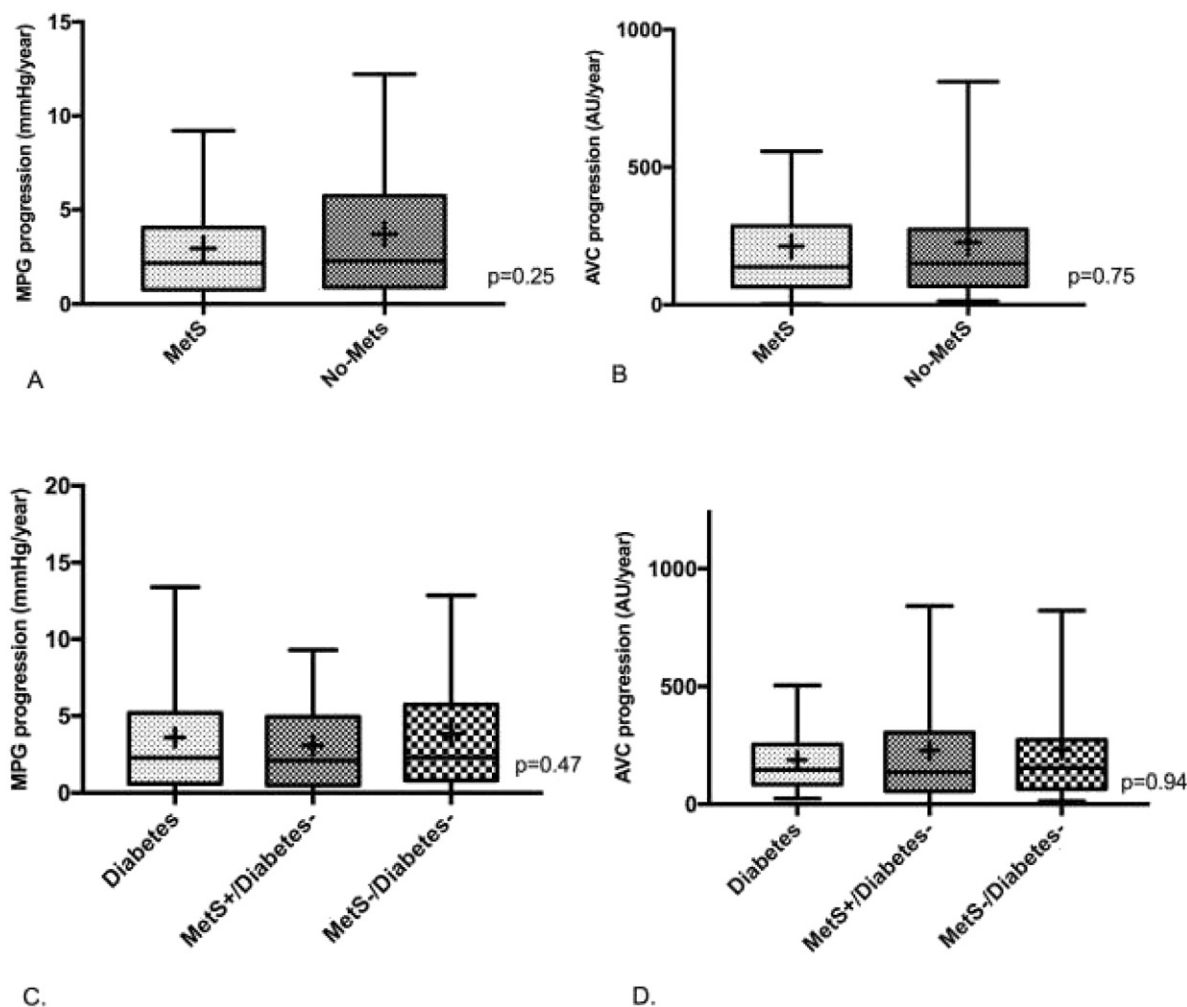 MPG progression (mmHg/year)
15
10
5
0
MetS
No-Mets
p=0.25
A
AVC progression (AU/year)
1000
500
0
MetS
No-MetS
p=0.75
B
MPG progression (mmHg/year)
20
15
10
5
0
Diabetes
MetS+/Diabetes-
MetS-/Diabetes-
p=0.47
C.
AVC progression (AU/year)
1000
500
0
Diabetes
MetS+/Diabetes-
MetS-/Diabetes-
p=0.94
D.